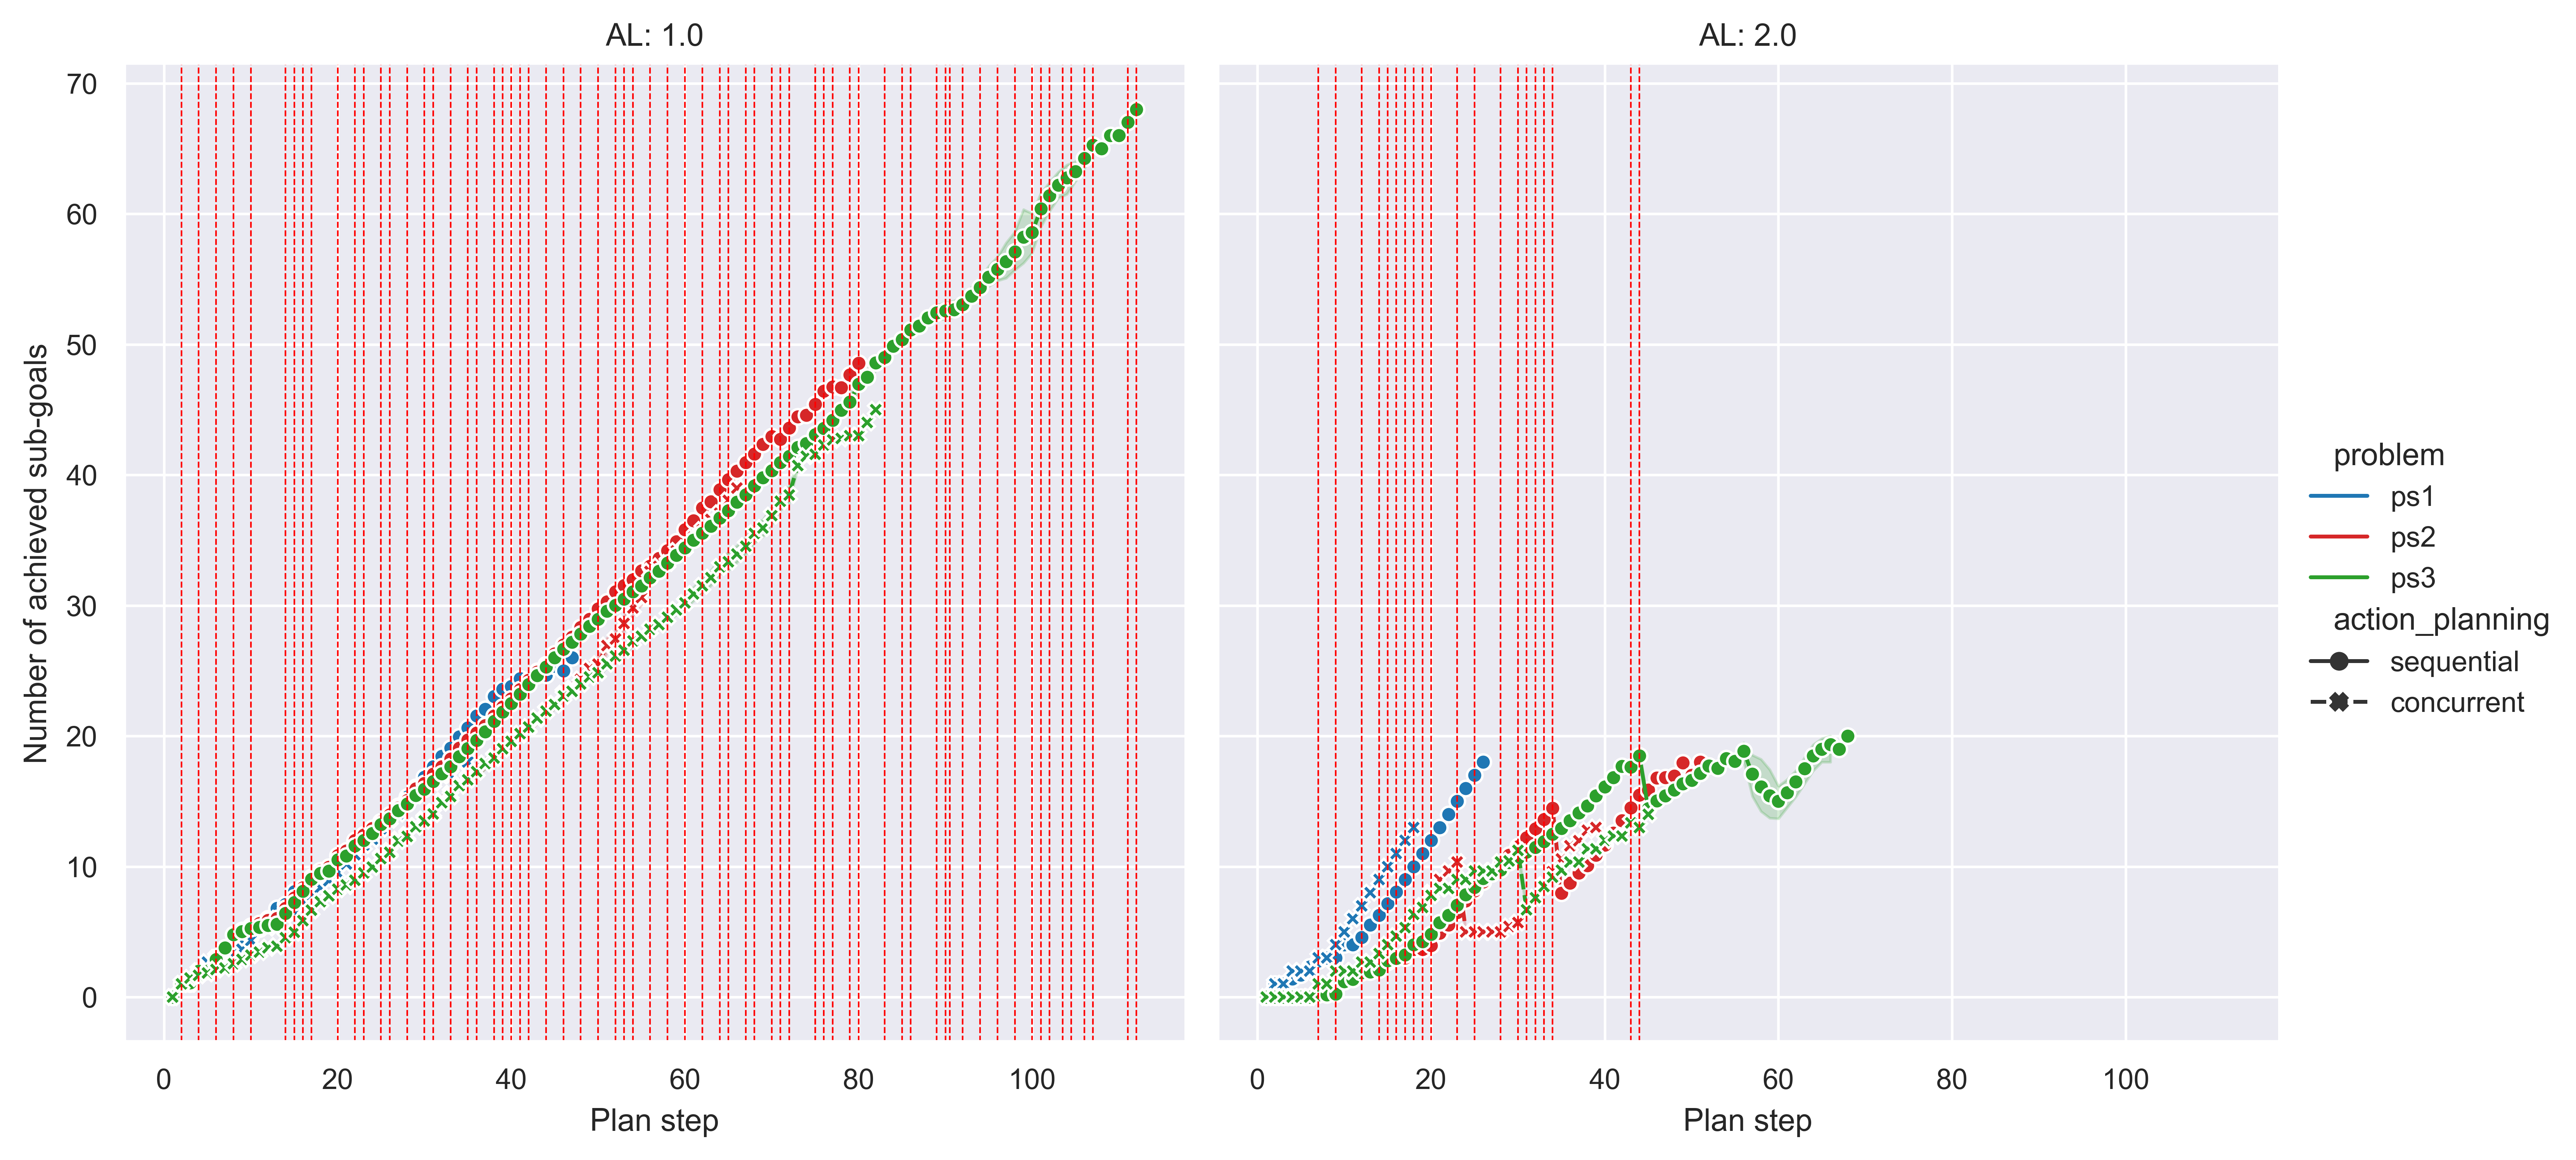 AL: 1.0
AL: 2.0
70
60
50
40
30
20
10
0
Number of achieved sub-goals
0 20 40 60 80 100
0 20 40 60 80 100
Plan step
Plan step
problem
ps1
ps2
ps3
action_planning
sequential
concurrent